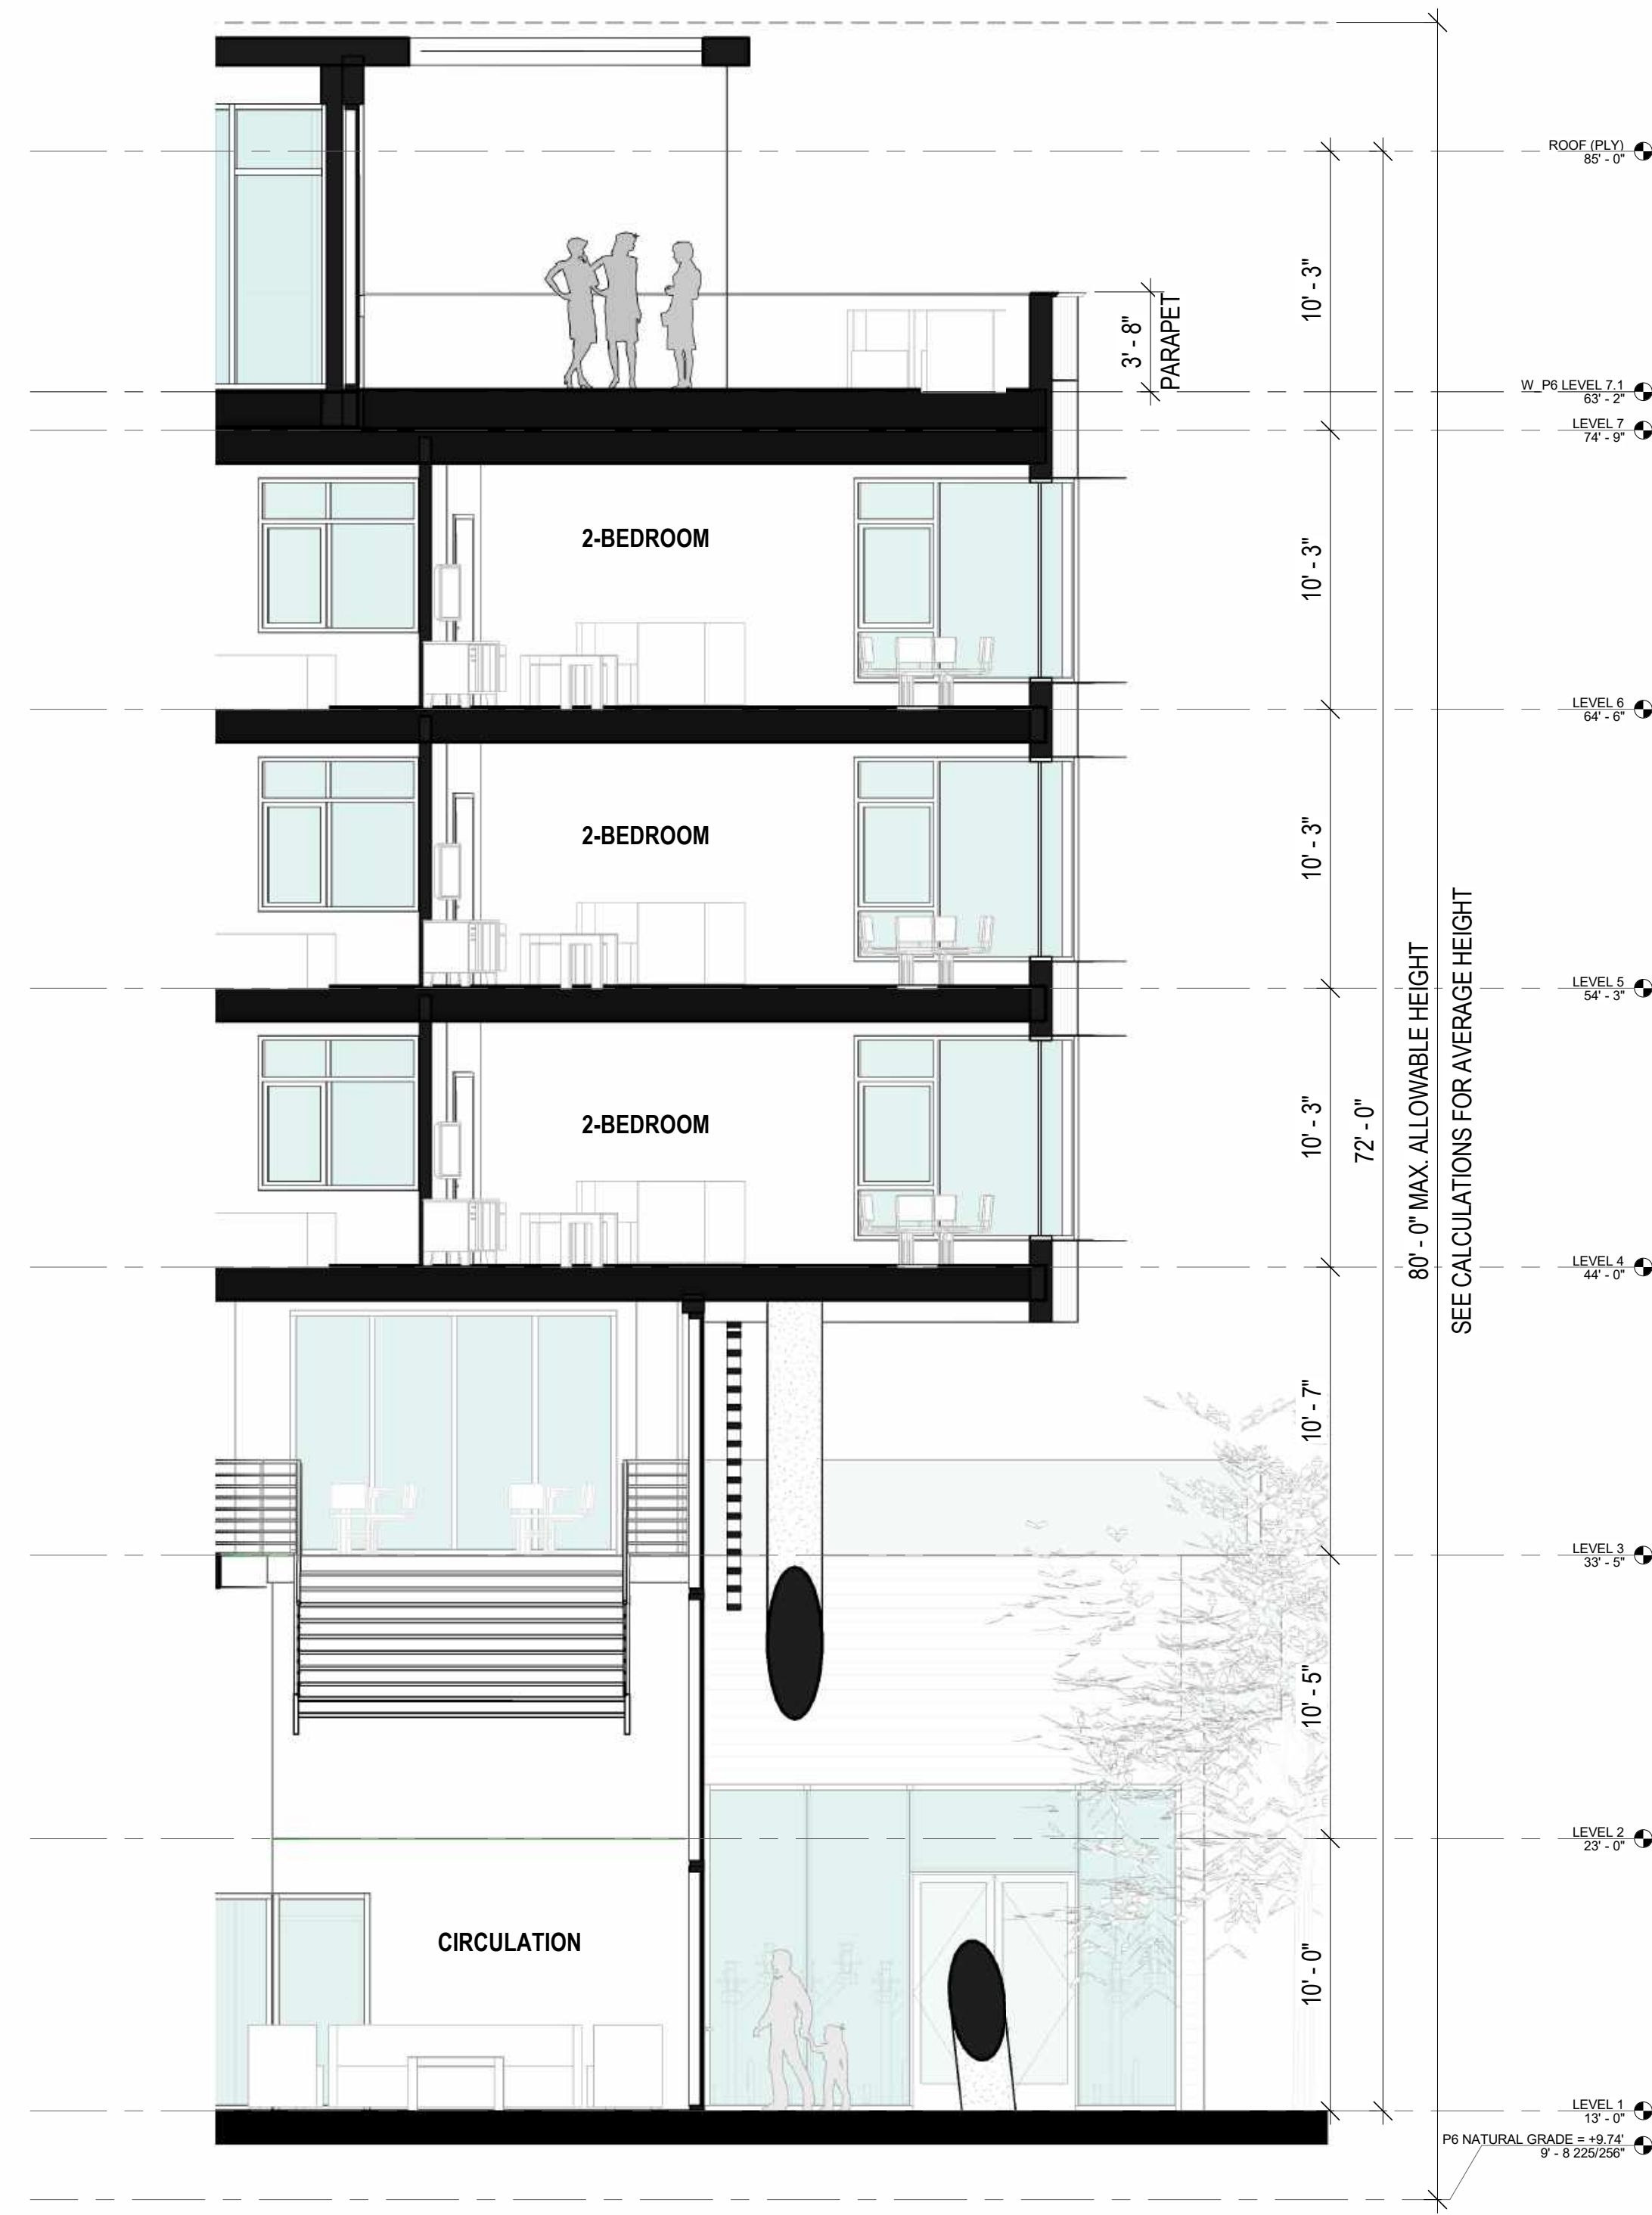 ROOF (PLY)
85' - 0"
10' - 3"
3' - 8"
PARAPET
W_P6 LEVEL 7.1
63' - 2"
LEVEL 7
74' - 9"
2-BEDROOM
10' - 3"
LEVEL 6
64' - 6"
2-BEDROOM
10' - 3"
LEVEL 5
54' - 3"
2-BEDROOM
10' - 3"
72' - 0"
80' - 0" MAX. ALLOWABLE HEIGHT
SEE CALCULATIONS FOR AVERAGE HEIGHT
LEVEL 4
44' - 0"
10' - 7"
LEVEL 3
33' - 5"
10' - 5"
LEVEL 2
23' - 0"
CIRCULATION
10' - 0"
LEVEL 1
13' - 0"
P6 NATURAL GRADE = +9.74'
9' - 8 225/256"